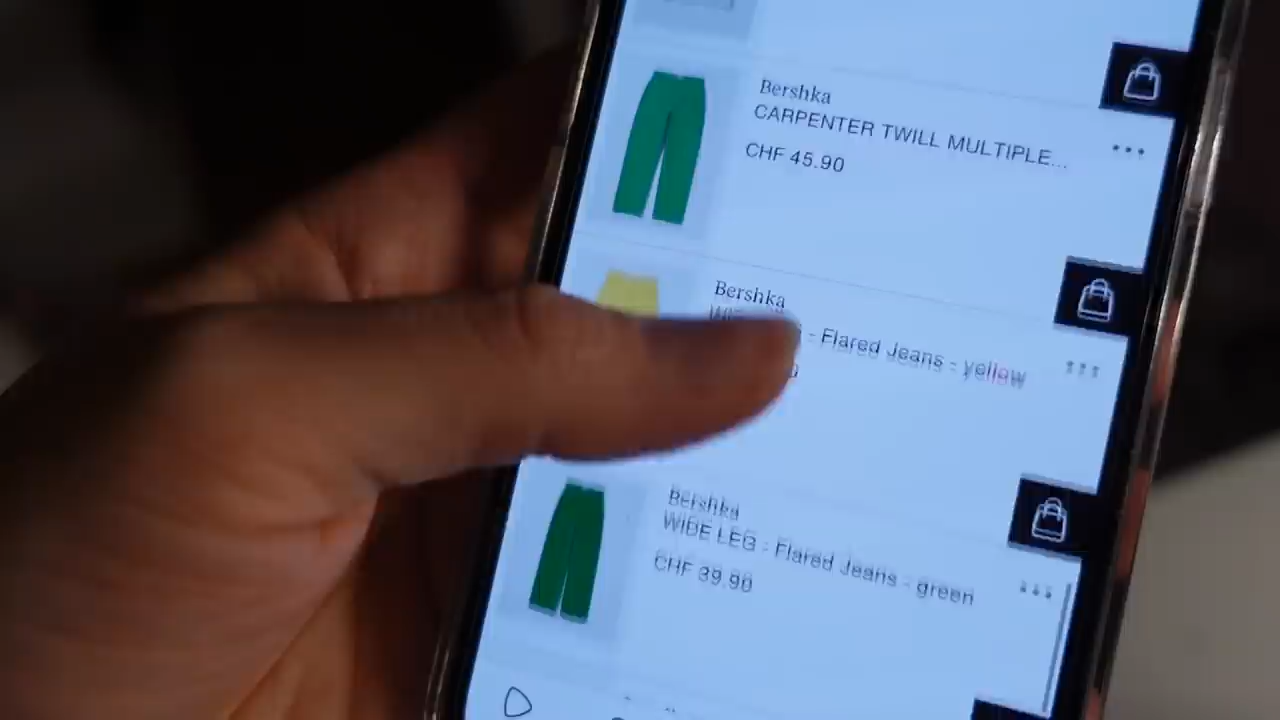 Bershka
CARPENTER TWILL MULTIPLE...
CHF 45.90
Bershka
- Flared Jeans - yellow
Bershka
WIDE LEG - Flared Jeans - green
CHF 39.90